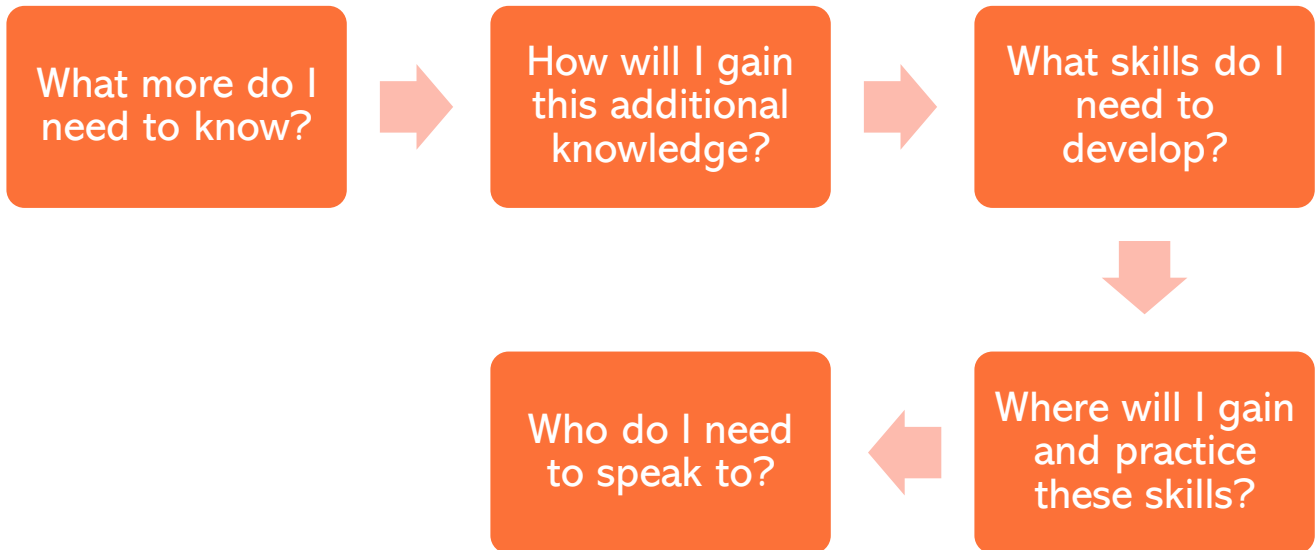 What more do I
need to know?
How will I gain
this additional
knowledge?
What skills do I
need to
develop?
Where will I gain
and practice
these skills?
Who do I need
to speak to?